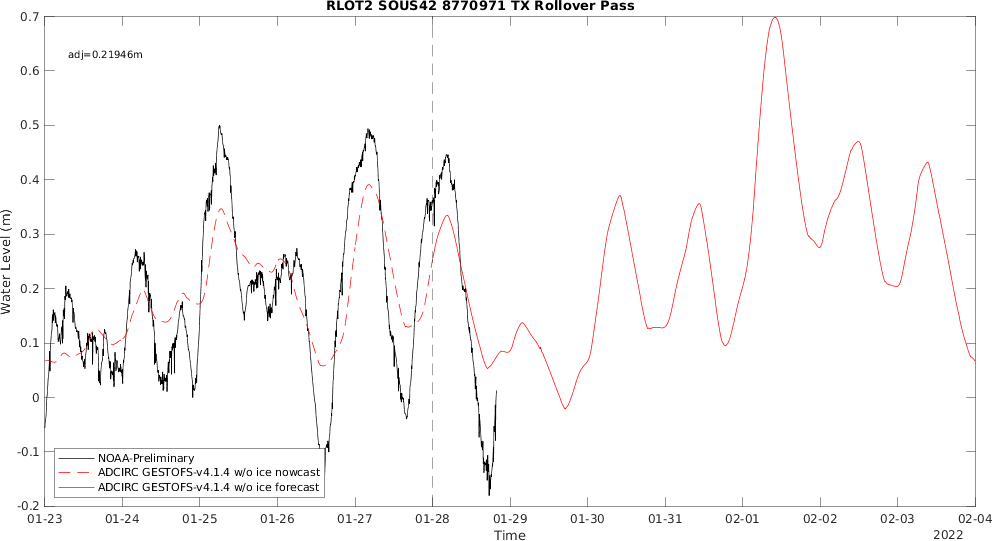 RLOT2 SOUS42 8770971 TX Rollover Pass
adj=0.21946m
0.7
0.6
0.5
0.4
0.3
0.2
0.1
0
-0.1
-0.2
Water Level (m)
NOAA-Preliminary
ADCIRC GESTOFS-v4.1.4 w/o ice nowcast
ADCIRC GESTOFS-v4.1.4 w/o ice forecast
01-23 01-24 01-25 01-26 01-27 01-28 01-29 01-30 01-31 02-01 02-02 02-03 02-04
Time
2022